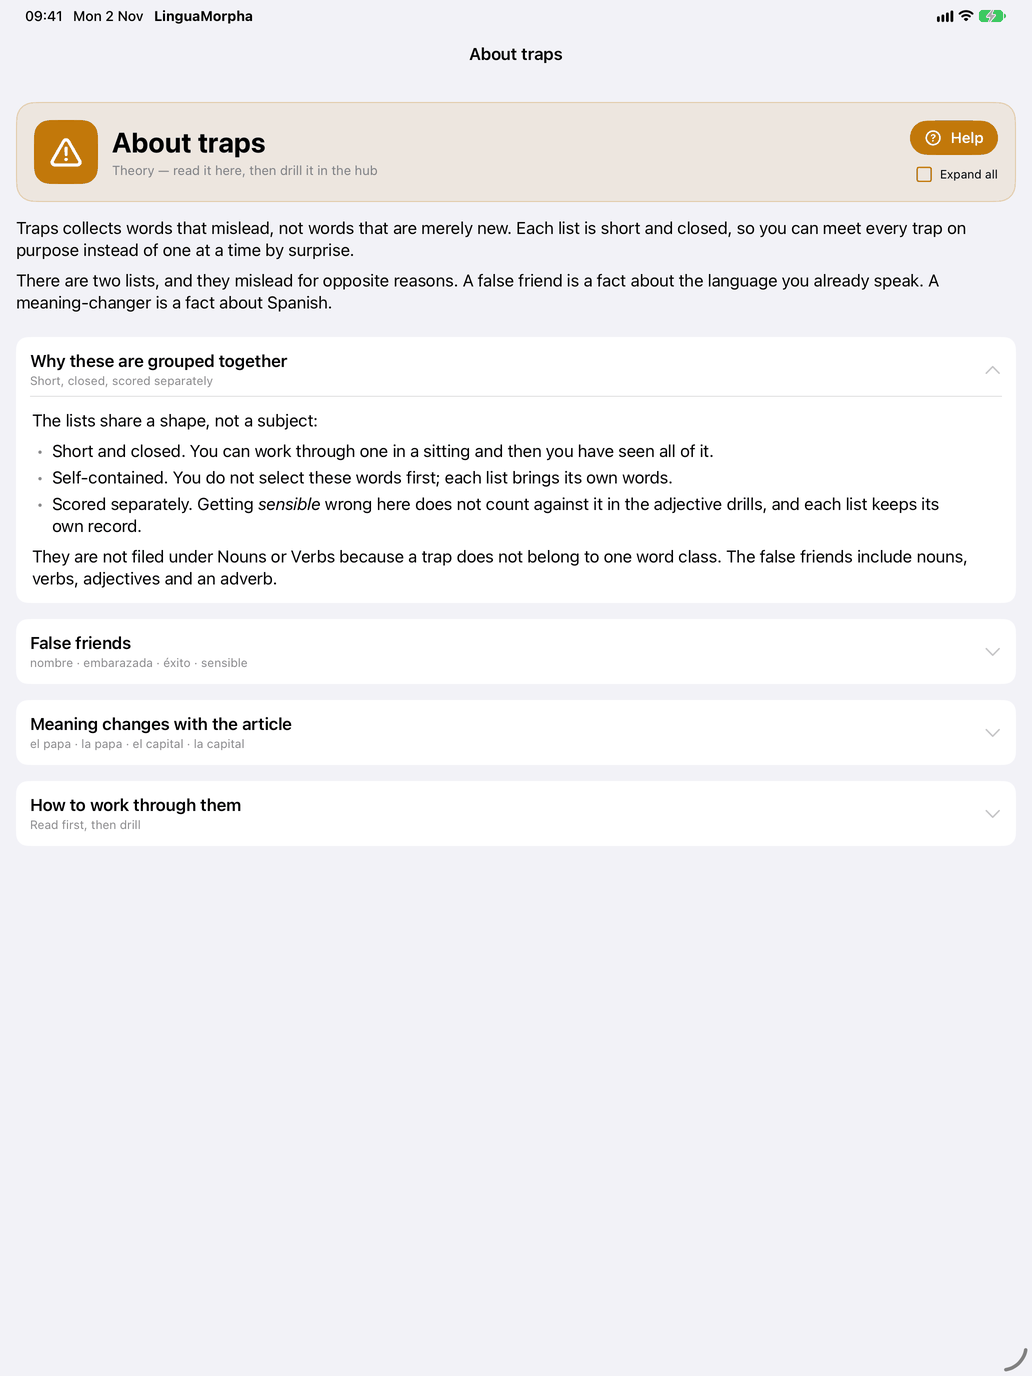 09:41 Mon 2 Nov LinguaMorpha
About traps
About traps
Theory — read it here, then drill it in the hub
Help
Expand all
Traps collects words that mislead, not words that are merely new. Each list is short and closed, so you can meet every trap on
purpose instead of one at a time by surprise.
There are two lists, and they mislead for opposite reasons. A false friend is a fact about the language you already speak. A
meaning-changer is a fact about Spanish.
Why these are grouped together
Short, closed, scored separately
The lists share a shape, not a subject:
• Short and closed. You can work through one in a sitting and then you have seen all of it.
• Self-contained. You do not select these words first; each list brings its own words.
• Scored separately. Getting sensible wrong here does not count against it in the adjective drills, and each list keeps its
own record.
They are not filed under Nouns or Verbs because a trap does not belong to one word class. The false friends include nouns,
verbs, adjectives and an adverb.
False friends
nombre · embarazada · éxito · sensible
Meaning changes with the article
el papa · la papa · el capital · la capital
How to work through them
Read first, then drill